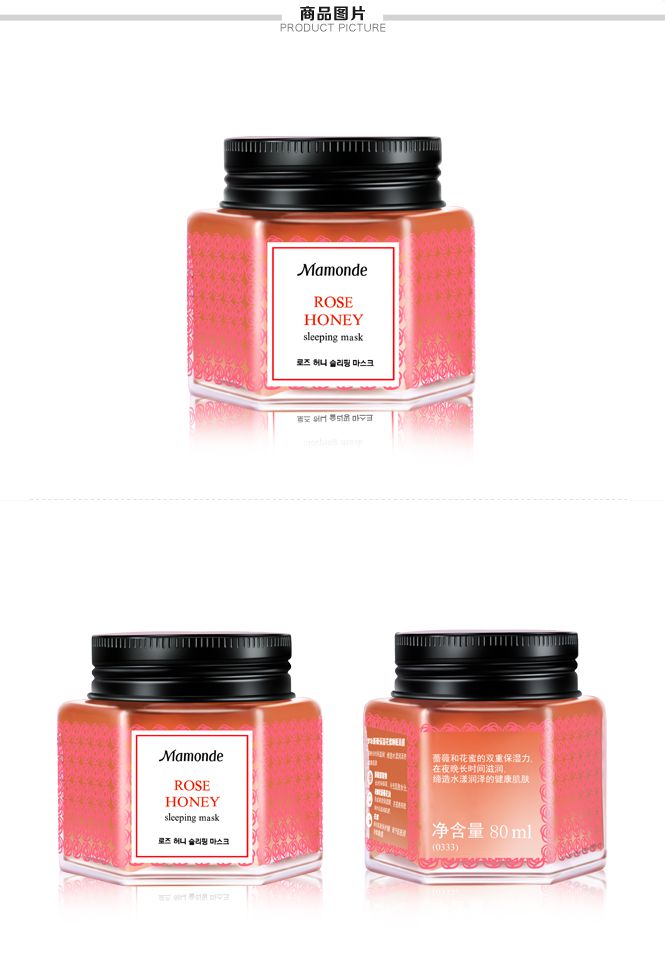 商品图片
PRODUCT PICTURE
Mamonde
ROSE
HONEY
sleeping mask
로즈 허니 슬리핑 마스크
Mamonde
ROSE
HONEY
sleeping mask
로즈 허니 슬리핑 마스크
蔷薇和花蜜的双重保湿力,
在夜晚长时间滋润,
缔造水漾润泽的健康肌肤
净含量 80 ml
(0333)